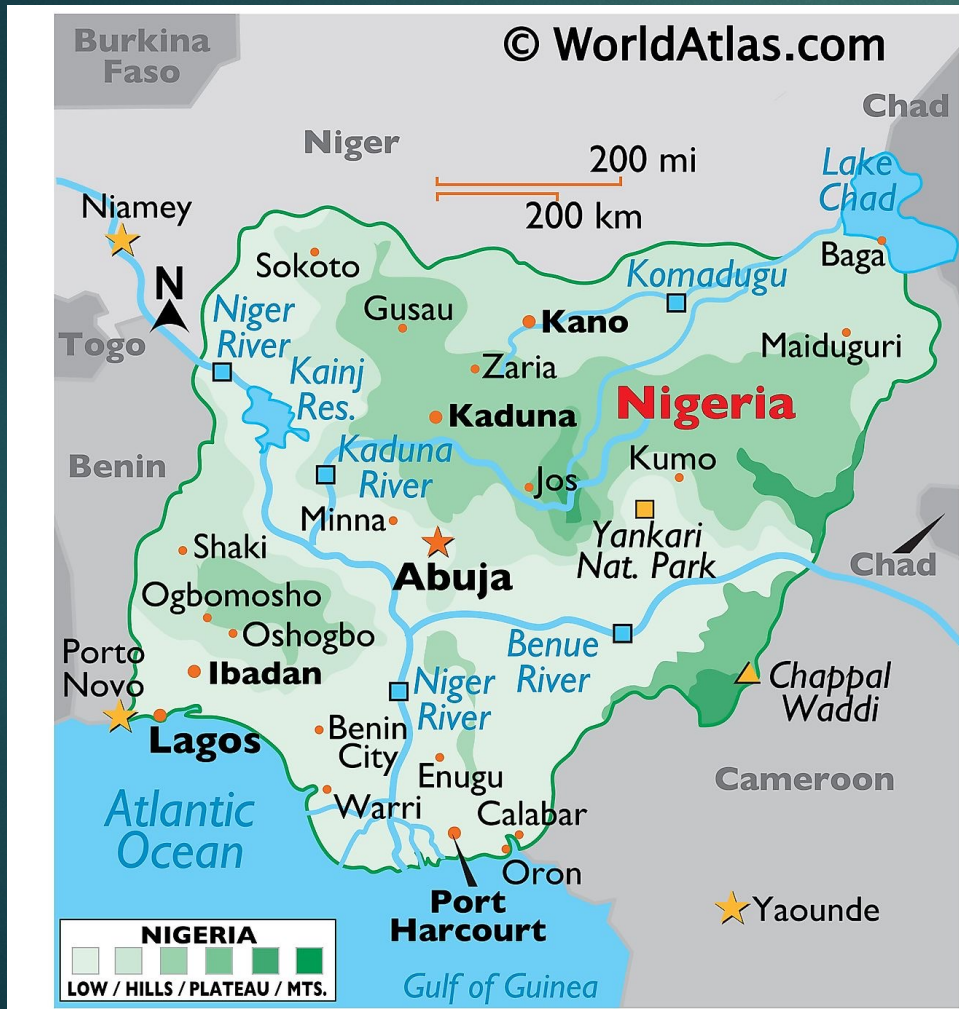 Burkina
Faso
© WorldAtlas.com
Chad
Niger
200 mi
200 km
Lake
Chad
Niamey
Baga
Sokoto
Komadugu
N
Niger
River
Gusau
Kano
Togo
Maiduguri
Zaria
Kainj
Res.
Nigeria
Kaduna
Benin
Kaduna
River
Kumo
Jos
Minna
Yankari
Nat. Park
Shaki
Abuja
Chad
Ogbomosho
Oshogbo
Benue
River
Porto
Novo
Ibadan
Niger
River
Chappal
Waddi
Lagos
Benin
City
Enugu
Cameroon
Atlantic
Ocean
Warri
Calabar
Oron
Port
Harcourt
Yaounde
NIGERIA
LOW / HILLS / PLATEAU / MTS.
Gulf of Guinea